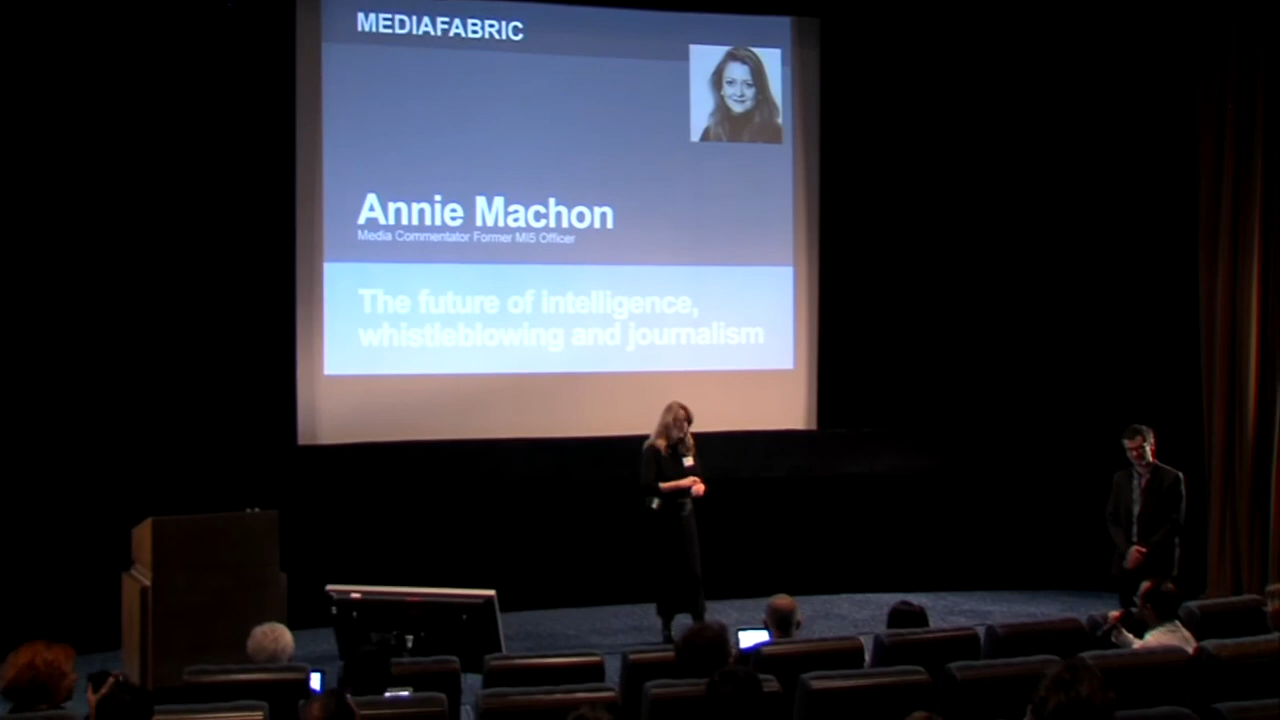 MEDIAFABRIC
Annie Machon
Media Commentator Former MI5 Officer
The future of intelligence,
whistleblowing and journalism